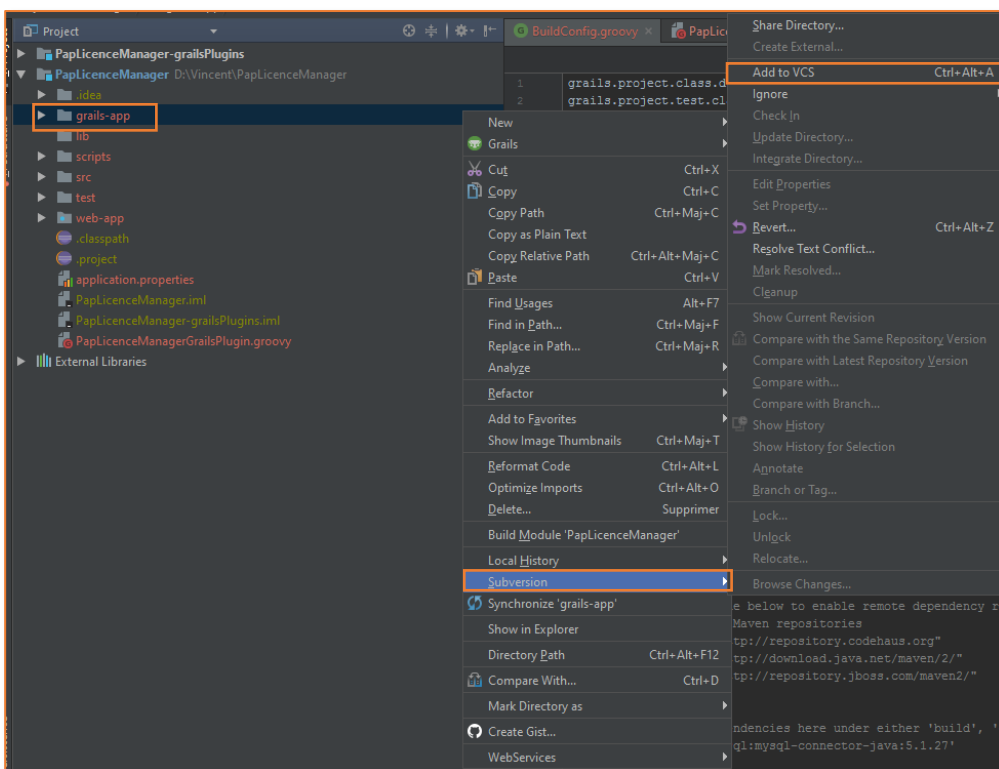 Project
PapLicenceManager-grailsPlugins
PapLicenceManager D:\Vincent\PapLicenceManager
.idea
grails-app
lib
scripts
src
test
web-app
.classpath
.project
application.properties
PapLicenceManager.iml
PapLicenceManager-grailsPlugins.iml
PapLicenceManagerGrailsPlugin.groovy
External Libraries
BuildConfig.groovy
PapLice
1 grails.project.class.d
2 grails.project.test.cl
New
Grails
Cut Ctrl+X
Copy Ctrl+C
Copy Path Ctrl+Maj+C
Copy as Plain Text
Copy Relative Path Ctrl+Alt+Maj+C
Paste Ctrl+V
Find Usages Alt+F7
Find in Path... Ctrl+Maj+F
Replace in Path... Ctrl+Maj+R
Analyze
Refactor
Add to Favorites
Show Image Thumbnails Ctrl+Maj+T
Reformat Code Ctrl+Alt+L
Optimize Imports Ctrl+Alt+O
Delete... Supprimer
Build Module 'PapLicenceManager'
Local History
Subversion
Synchronize 'grails-app'
Show in Explorer
Directory Path Ctrl+Alt+F12
Compare With... Ctrl+D
Mark Directory as
Create Gist...
WebServices
Share Directory...
Create External...
Add to VCS Ctrl+Alt+A
Ignore
Check In
Update Directory...
Integrate Directory...
Edit Properties
Set Property...
Revert... Ctrl+Alt+Z
Resolve Text Conflict...
Mark Resolved...
Cleanup
Show Current Revision
Compare with the Same Repository Version
Compare with Latest Repository Version
Compare with...
Compare with Branch...
Show History
Show History for Selection
Annotate
Branch or Tag...
Lock...
Unlock
Relocate...
Browse Changes...
e below to enable remote dependency r
Maven repositories
tp://repository.codehaus.org"
tp://download.java.net/maven/2/"
tp://repository.jboss.com/maven2/"
ndencies here under either 'build', '
ql:mysql-connector-java:5.1.27'